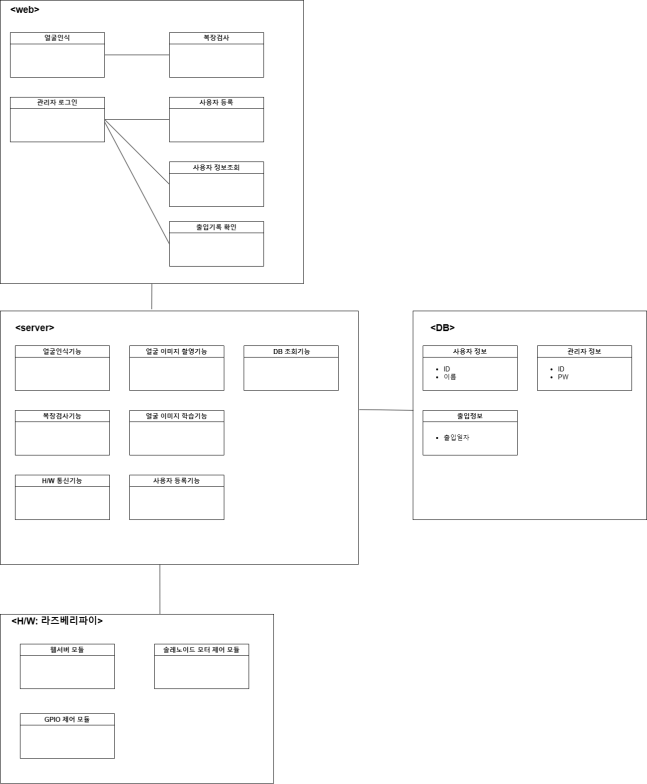 <web>
얼굴인식
복장검사
관리자 로그인
사용자 등록
사용자 정보조회
출입기록 확인
<server>
얼굴인식기능
얼굴 이미지 촬영기능
DB 조회기능
복장검사기능
얼굴 이미지 학습기능
H/W 통신기능
사용자 등록기능
<DB>
사용자 정보
• ID
• 이름
관리자 정보
• ID
• PW
출입정보
• 출입일자
<H/W: 라즈베리파이>
웹서버 모듈
솔레노이드 모터 제어 모듈
GPIO 제어 모듈